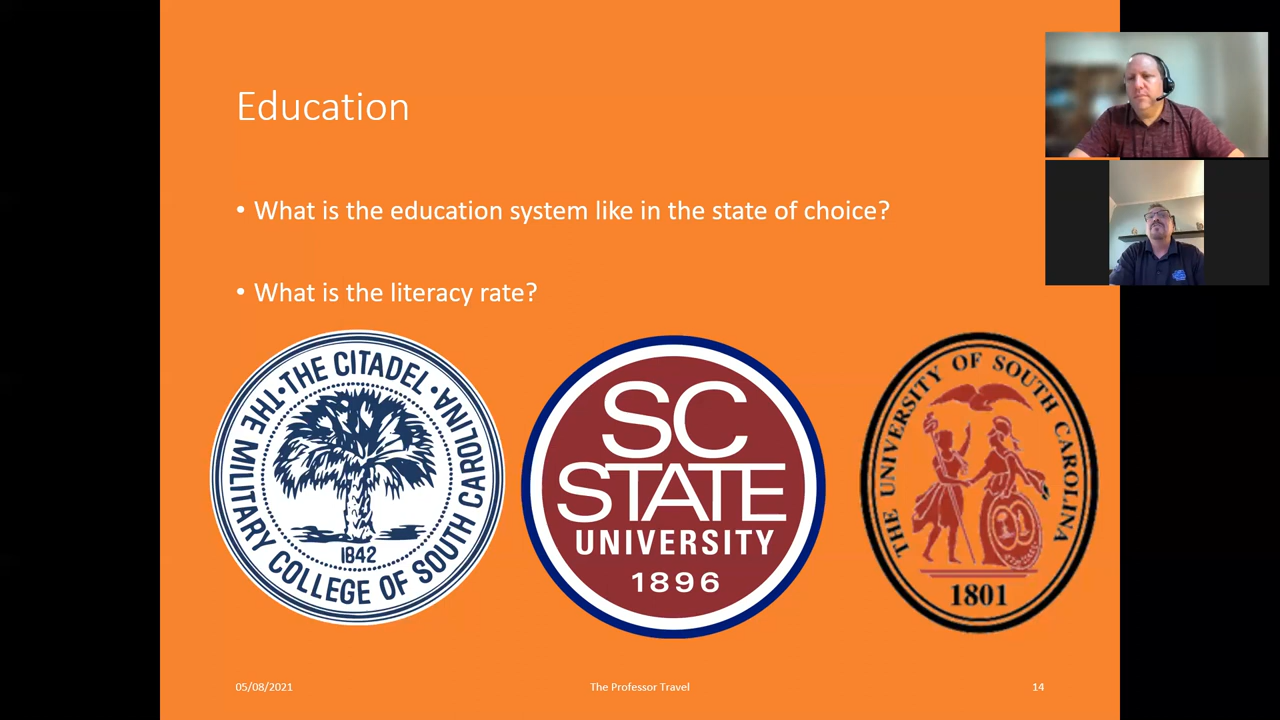 Education
• What is the education system like in the state of choice?
• What is the literacy rate?
THE CITADEL
THE MILITARY COLLEGE OF SOUTH CAROLINA
1842
SC
STATE
UNIVERSITY
1896
THE UNIVERSITY OF SOUTH CAROLINA
1801
05/08/2021
The Professor Travel
14